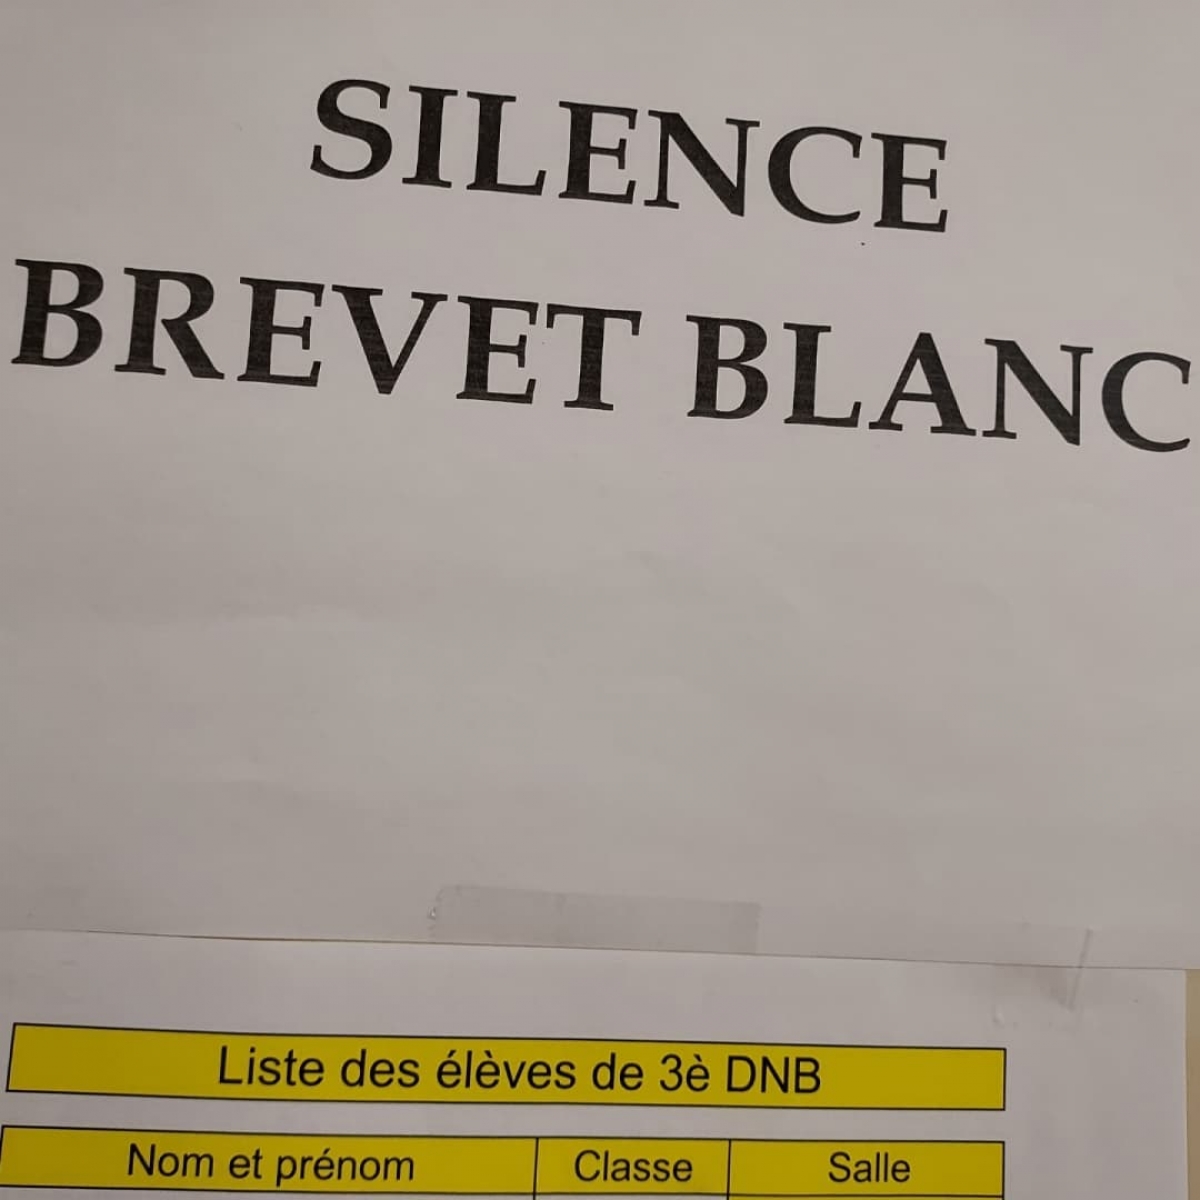 SILENCE
BREVET BLANC
Liste des élèves de 3è DNB
Nom et prénom Classe Salle